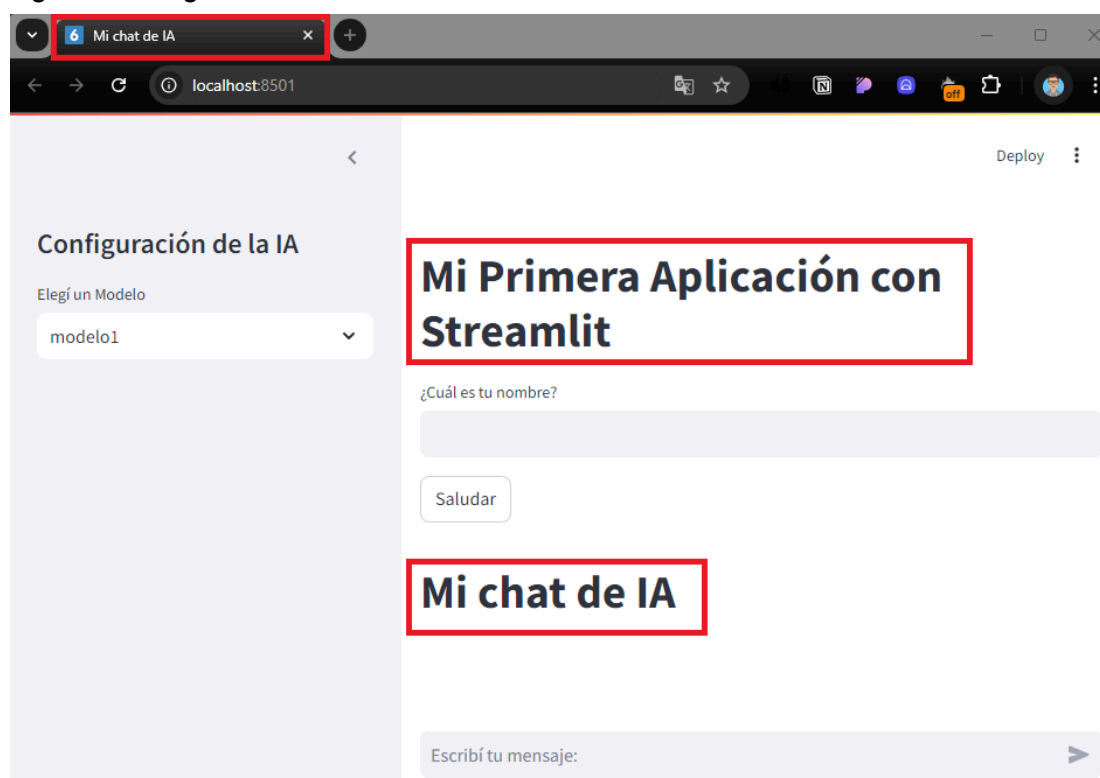 6 Mi chat de IA
localhost:8501
off
Deploy
Configuración de la IA
Elegí un Modelo
modelo1
Mi Primera Aplicación con
Streamlit
¿Cuál es tu nombre?
Saludar
Mi chat de IA
Escribí tu mensaje: